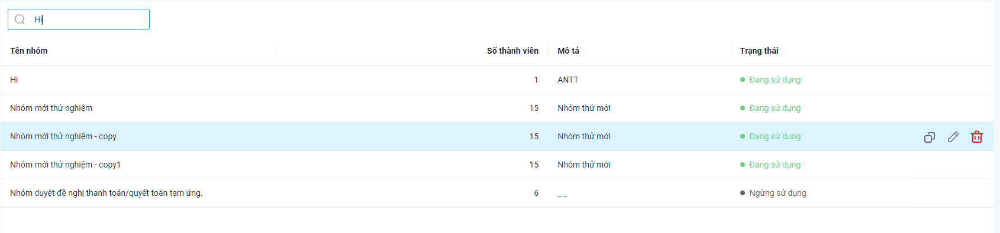 Hi
Tên nhóm Số thành viên Mô tả Trạng thái
Hi 1 ANTT Đang sử dụng
Nhóm mới thử nghiệm 15 Nhóm thử mới Đang sử dụng
Nhóm mới thử nghiệm - copy 15 Nhóm thử mới Đang sử dụng
Nhóm mới thử nghiệm - copy1 15 Nhóm thử mới Đang sử dụng
Nhóm duyệt đề nghị thanh toán/quyết toán tạm ứng. 6 _ _ Ngừng sử dụng